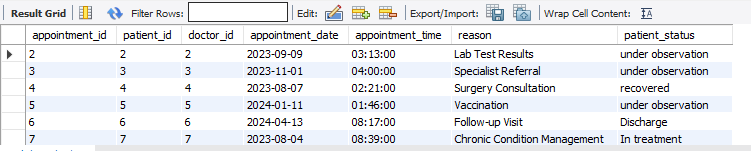 Result Grid Filter Rows: Edit: Export/Import: Wrap Cell Content:
appointment_id patient_id doctor_id appointment_date appointment_time reason patient_status
2 2 2 2023-09-09 03:13:00 Lab Test Results under observation
3 3 3 2023-11-01 04:00:00 Specialist Referral under observation
4 4 4 2023-08-07 02:21:00 Surgery Consultation recovered
5 5 5 2024-01-11 01:46:00 Vaccination under observation
6 6 6 2024-04-13 08:17:00 Follow-up Visit Discharge
7 7 7 2023-08-04 08:39:00 Chronic Condition Management In treatment